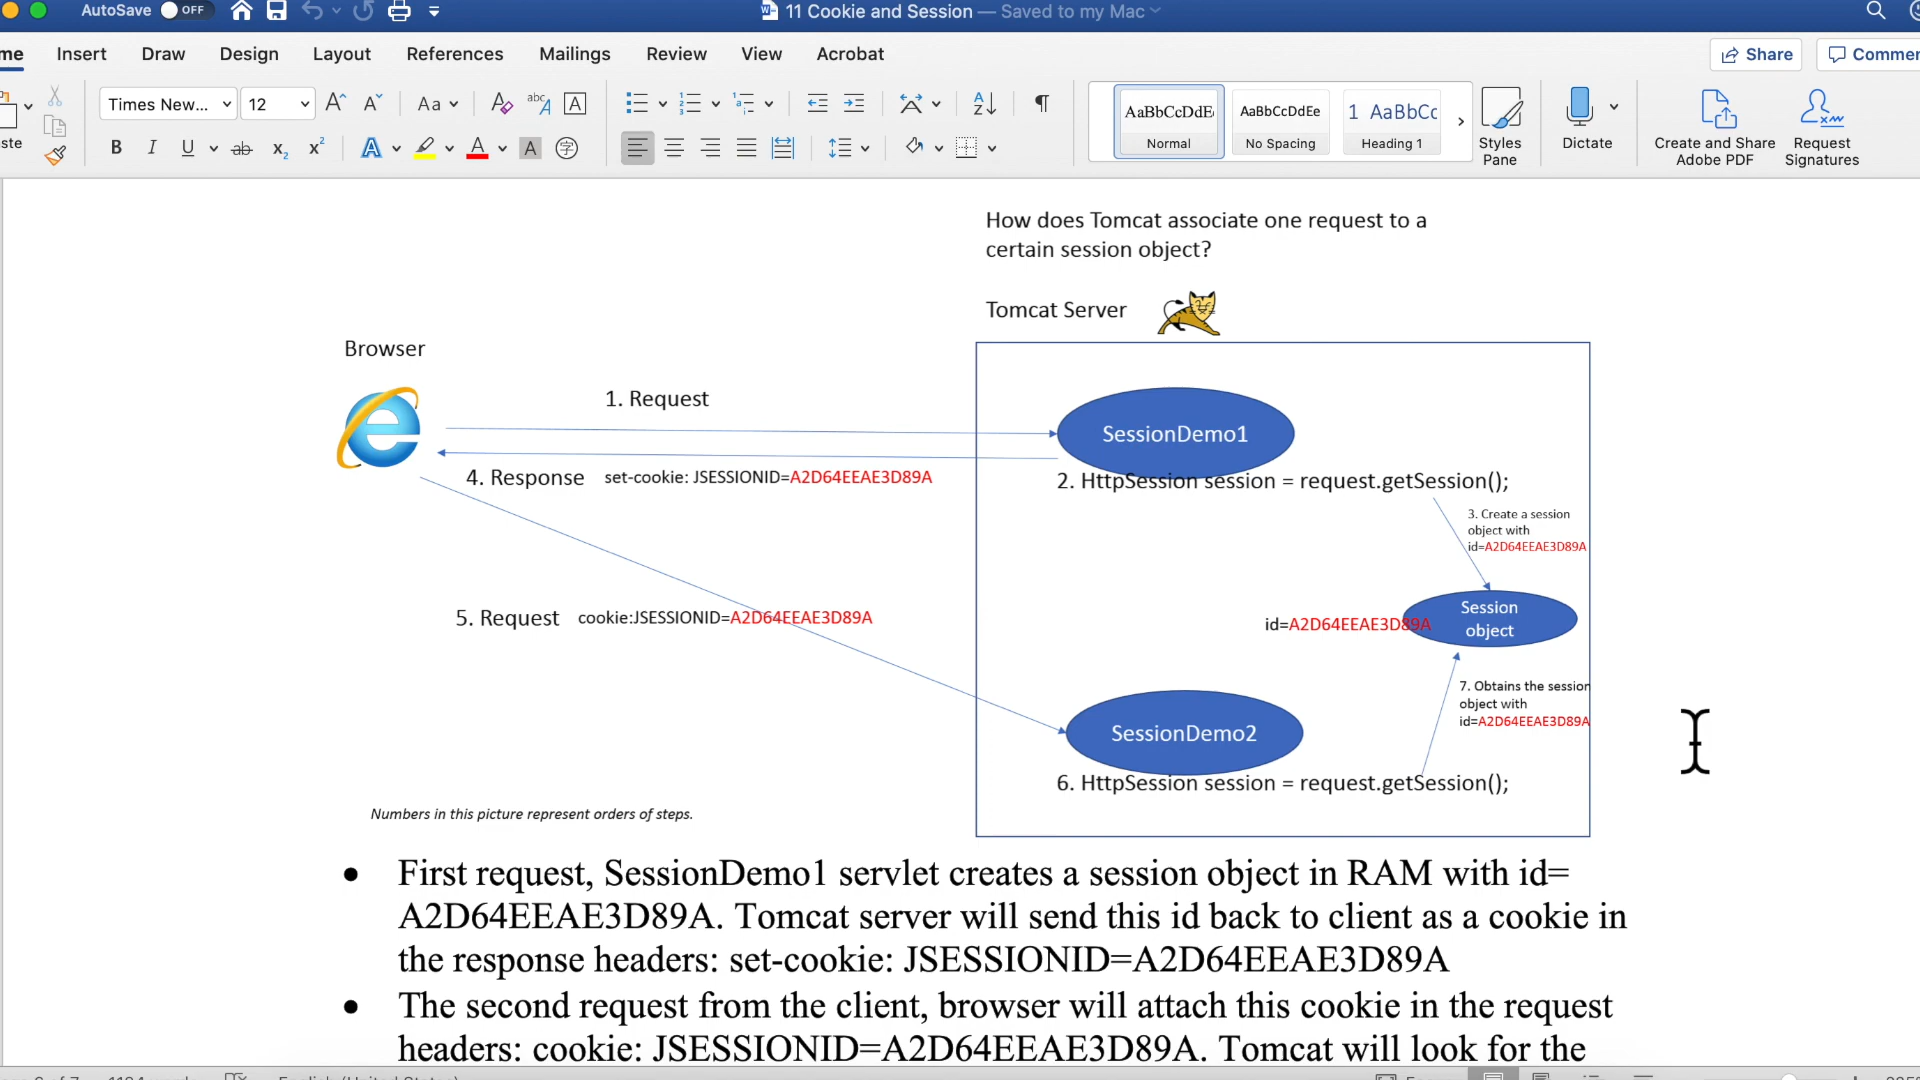 AutoSave OFF
11 Cookie and Session — Saved to my Mac
me Insert Draw Design Layout References Mailings Review View Acrobat
Share Commen
Times New... 12 Aa abc A A
AaBbCcDdE AaBbCcDdEe 1 AaBbCc
Normal No Spacing Heading 1
ste B I U ab x2 x2 A A A 字
Styles
Pane
Dictate
Create and Share
Adobe PDF
Request
Signatures
How does Tomcat associate one request to a
certain session object?
Tomcat Server
Browser
1. Request
SessionDemo1
4. Response set-cookie: JSESSIONID=A2D64EEAE3D89A
2. HttpSession session = request.getSession();
3. Create a session
object with
id=A2D64EEAE3D89A
5. Request cookie:JSESSIONID=A2D64EEAE3D89A
id=A2D64EEAE3D89A
Session
object
7. Obtains the session
object with
id=A2D64EEAE3D89A
SessionDemo2
6. HttpSession session = request.getSession();
Numbers in this picture represent orders of steps.
• First request, SessionDemo1 servlet creates a session object in RAM with id=
A2D64EEAE3D89A. Tomcat server will send this id back to client as a cookie in
the response headers: set-cookie: JSESSIONID=A2D64EEAE3D89A
• The second request from the client, browser will attach this cookie in the request
headers: cookie: JSESSIONID=A2D64EEAE3D89A. Tomcat will look for the